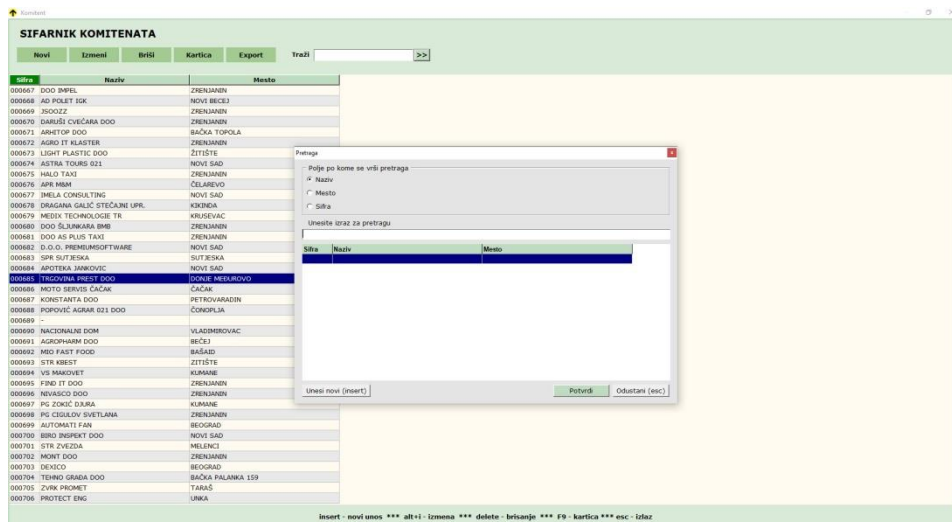 Komitent
SIFARNIK KOMITENATA
Novi Izmeni Briši Kartica Export Traži >>
Sifra Naziv Mesto
000667 DOO IMPEL ZRENJANIN
000668 AD POLET IGK NOVI BECEJ
000669 JSOOZZ ZRENJANIN
000670 DARUŠI CVEĆARA DOO ZRENJANIN
000671 ARHITOP DOO BAČKA TOPOLA
000672 AGRO IT KLASTER ZRENJANIN
000673 LIGHT PLASTIC DOO ŽITIŠTE
000674 ASTRA TOURS 021 NOVI SAD
000675 HALO TAXI ZRENJANIN
000676 APR M&M ČELAREVO
000677 IMELA CONSULTING NOVI SAD
000678 DRAGANA GALIĆ STEČAJNI UPR. KIKINDA
000679 MEDIX TECHNOLOGIE TR KRUSEVAC
000680 DOO ŠLJUNKARA BMB ZRENJANIN
000681 DOO AS PLUS TAXI ZRENJANIN
000682 D.O.O. PREMIUMSOFTWARE NOVI SAD
000683 SPR SUTJESKA SUTJESKA
000684 APOTEKA JANKOVIC NOVI SAD
000685 TRGOVINA PREST DOO DONJE MEĐUROVO
000686 MOTO SERVIS ČAČAK ČAČAK
000687 KONSTANTA DOO PETROVARADIN
000688 POPOVIĆ AGRAR 021 DOO ČONOPLJA
000689 -
000690 NACIONALNI DOM VLADIMIROVAC
000691 AGROPHARM DOO BEČEJ
000692 MIO FAST FOOD BAŠAID
000693 STR KBEST ZITIŠTE
000694 VS MAKOVET KUMANE
000695 FIND IT DOO ZRENJANIN
000696 NIVASCO DOO ZRENJANIN
000697 PG ZOKIĆ DJURA KUMANE
000698 PG CIGULOV SVETLANA ZRENJANIN
000699 AUTOMATI FAN BEOGRAD
000700 BIRO INSPEKT DOO NOVI SAD
000701 STR ZVEZDA MELENCI
000702 MONT DOO ZRENJANIN
000703 DEXICO BEOGRAD
000704 TEHNO GRAĐA DOO BAČKA PALANKA 159
000705 ZVRK PROMET TARAŠ
000706 PROTECT ENG UNKA
Pretraga x
Polje po kome se vrši pretraga
Naziv
Mesto
Sifra
Unesite izraz za pretragu
Sifra Naziv Mesto
Unesi novi (insert) Potvrdi Odustani (esc)
insert - novi unos *** alt+i - izmena *** delete - brisanje *** F9 - kartica *** esc - izlaz